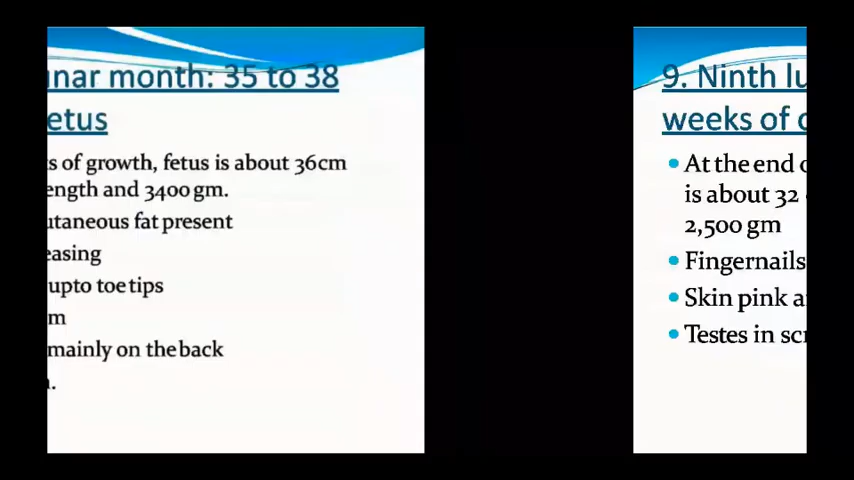 unar month: 35 to 38
etus
s of growth, fetus is about 36cm
ength and 3400 gm.
utaneous fat present
easing
upto toe tips
m
mainly on the back
.
9. Ninth lu
weeks of
At the end
is about 32
2,500 gm
Fingernails
Skin pink a
Testes in scr